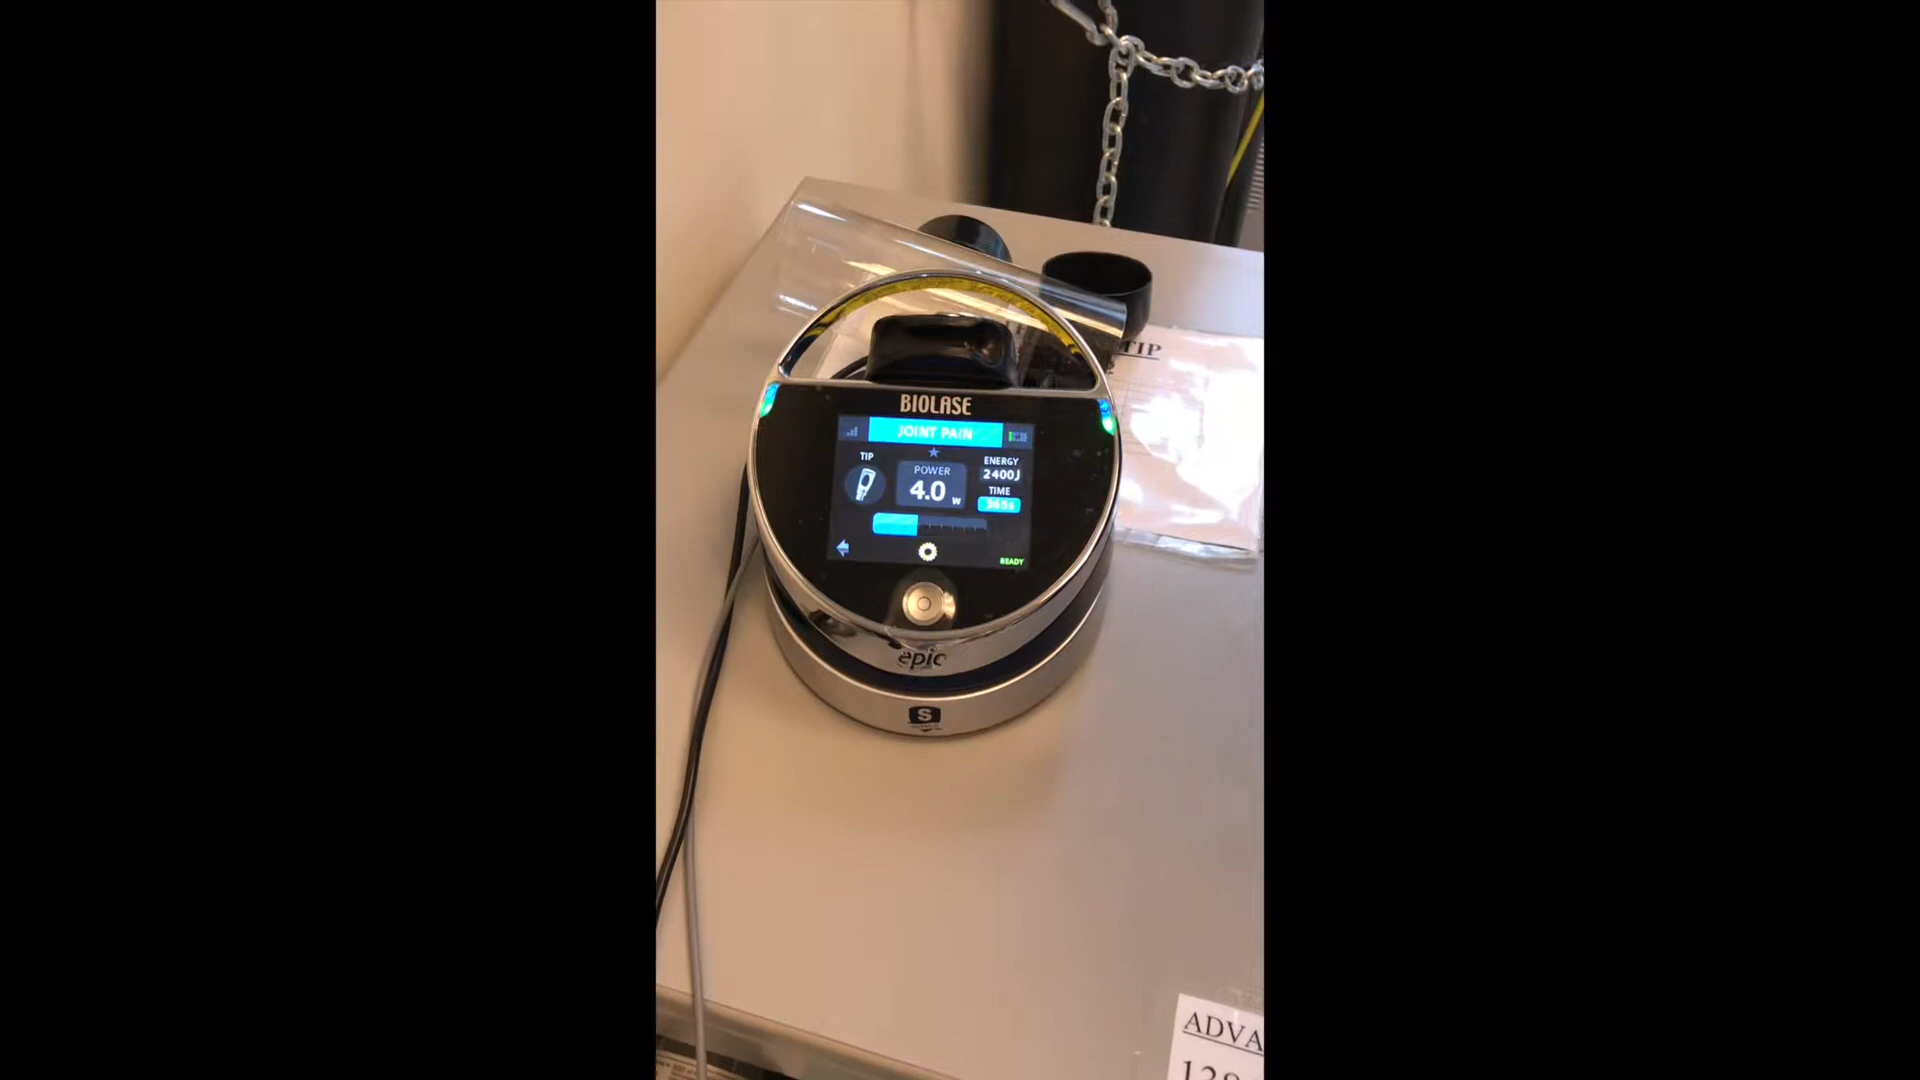 TIP
BIOLASE
JOINT PAIN
TIP
POWER
4.0 W
ENERGY
2400J
TIME
READY
epic
S
ADVA